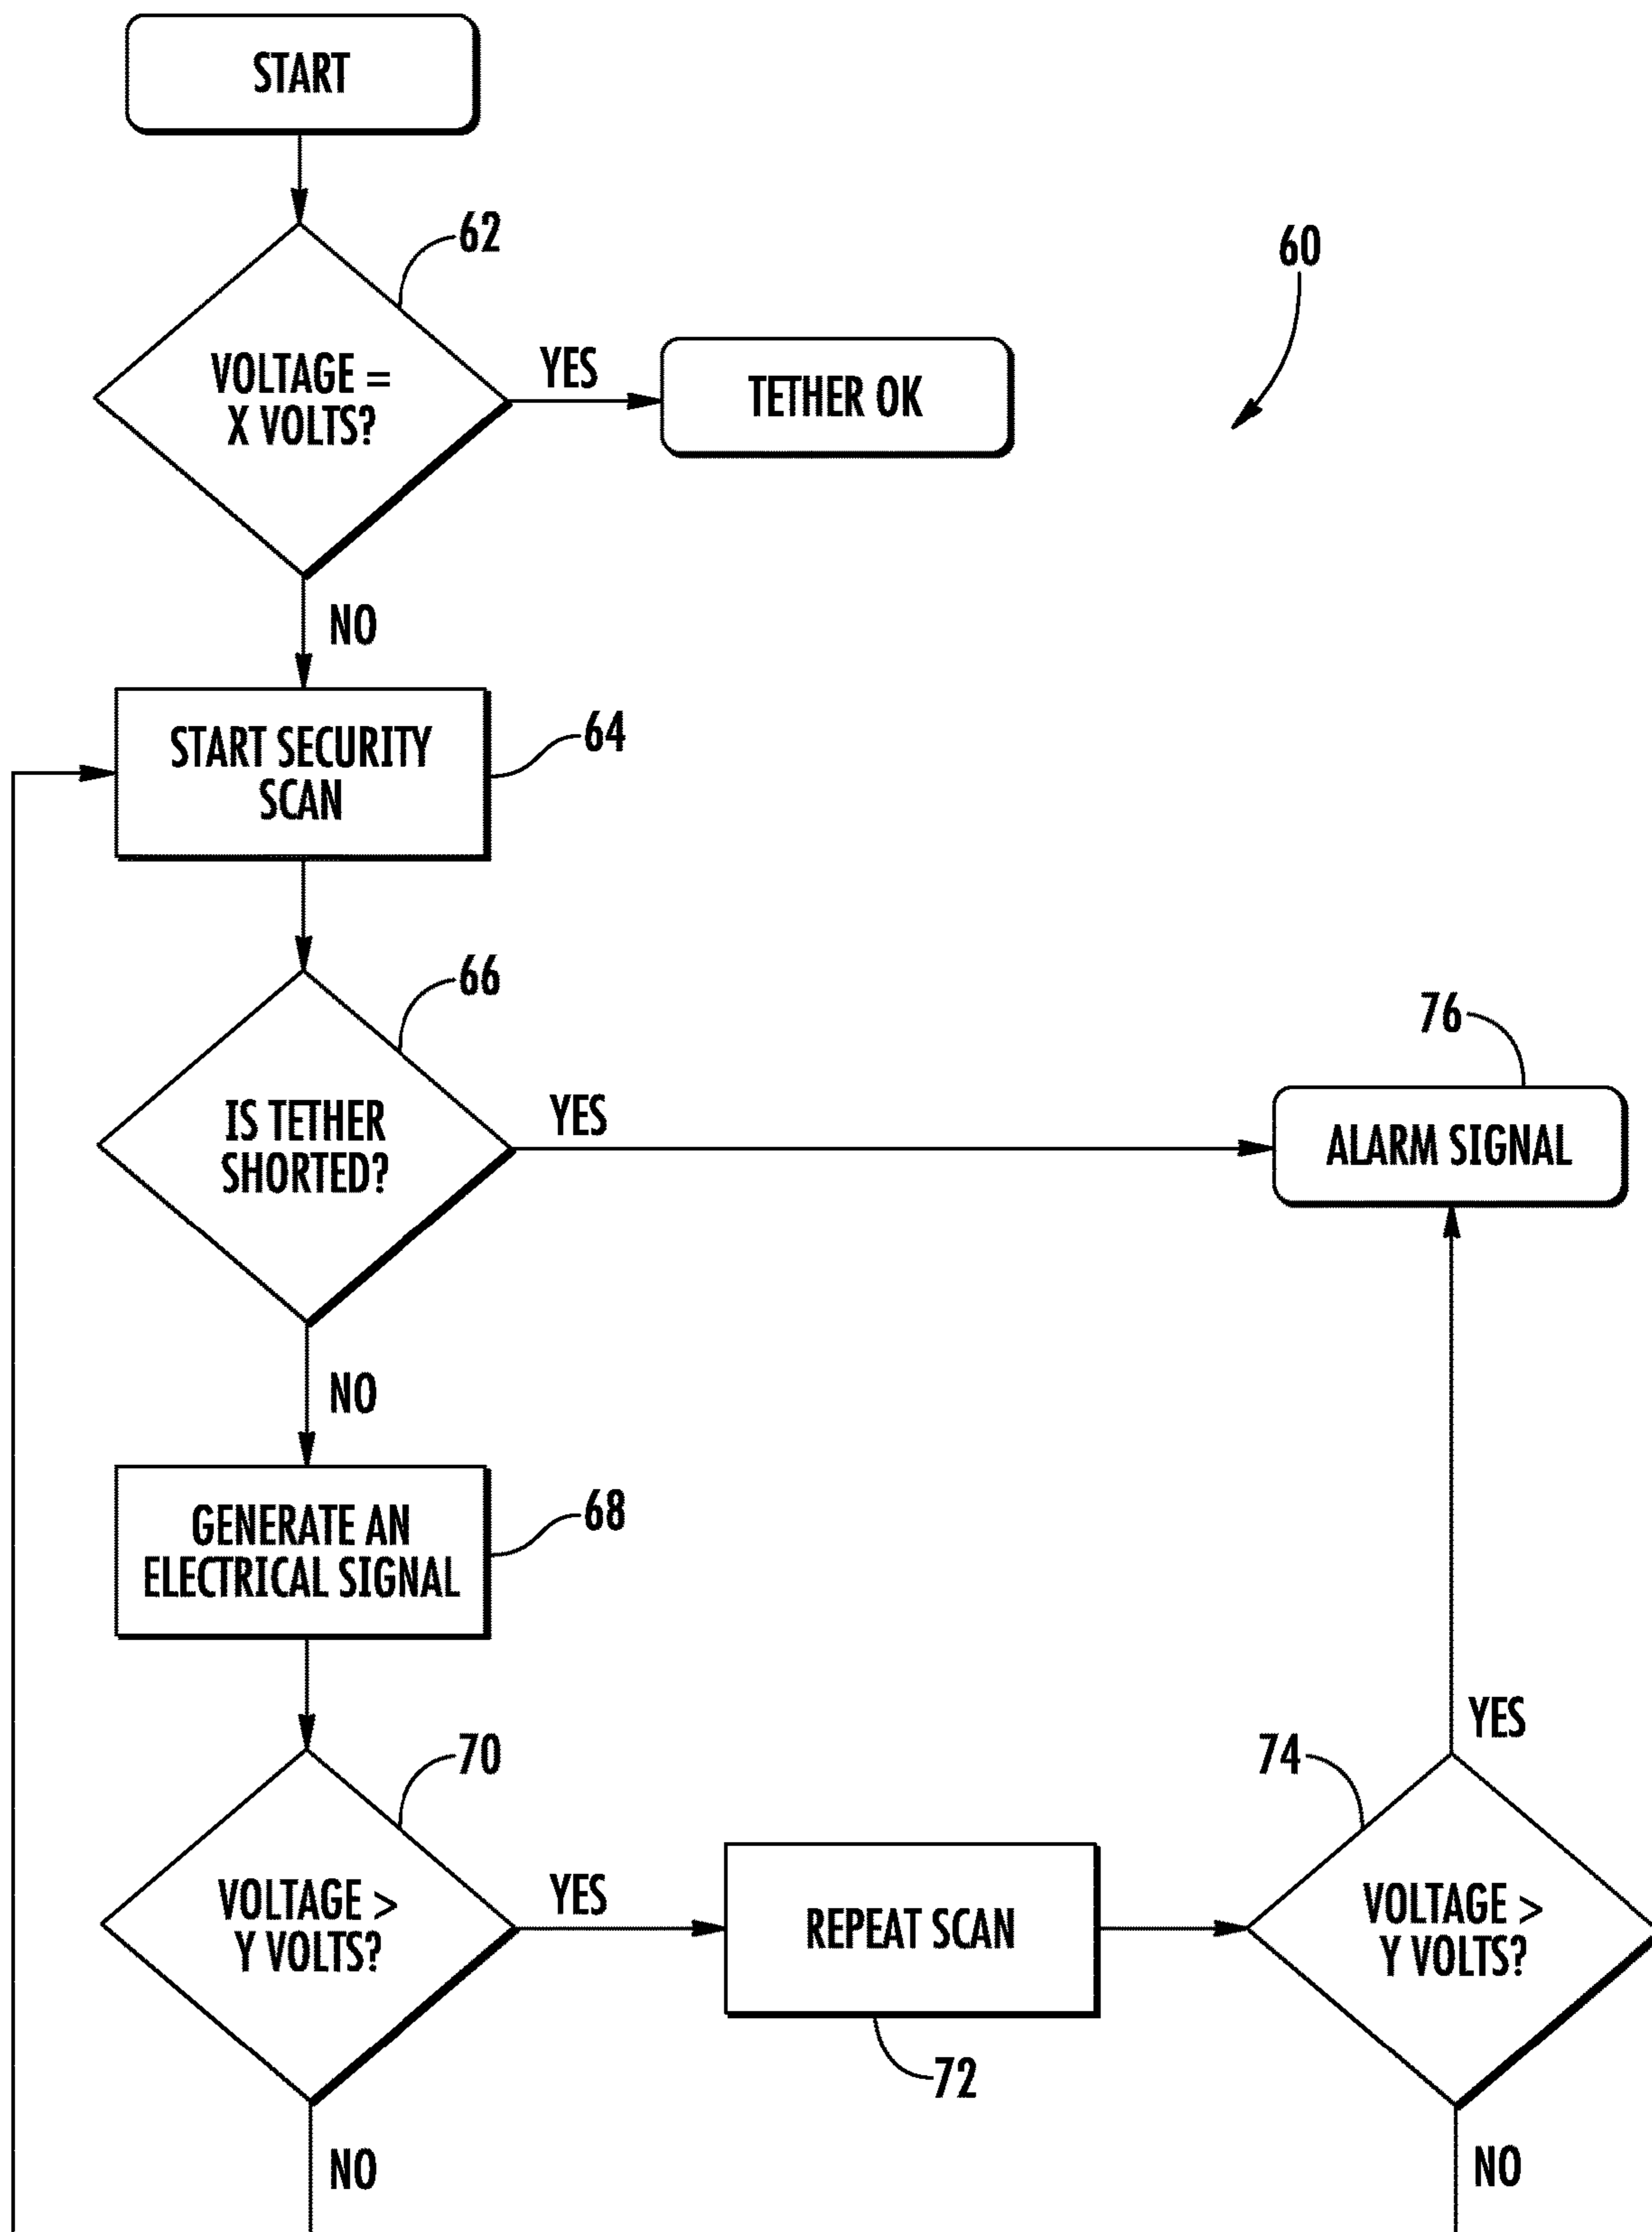 START
62
60
VOLTAGE =
X VOLTS?
YES
TETHER OK
NO
START SECURITY
SCAN
64
66
76
IS TETHER
SHORTED?
YES
ALARM SIGNAL
NO
GENERATE AN
ELECTRICAL SIGNAL
68
YES
70
74
VOLTAGE >
Y VOLTS?
YES
REPEAT SCAN
VOLTAGE >
Y VOLTS?
72
NO
NO